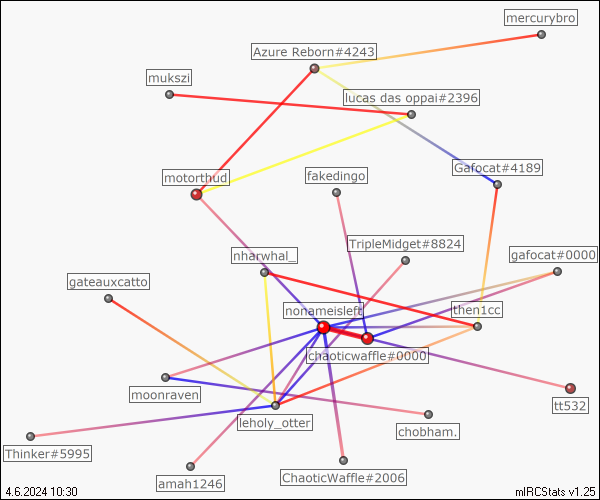 mercurybro
Azure Reborn#4243
mukszi
lucas das oppai#2396
Gafocat#4189
motorthud
fakedingo
TripleMidget#8824
nharwhal_
gafocat#0000
gateauxcatto
nonameisleft
then1cc
chaoticwaffle#0000
moonraven
tt532
leholy_otter
chobham.
Thinker#5995
ChaoticWaffle#2006
amah1246
4.6.2024 10:30
mIRCStats v1.25